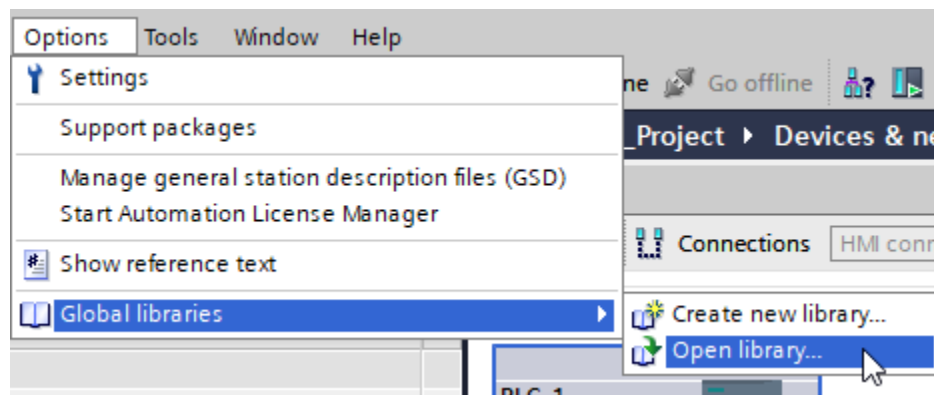 Options Tools Window Help
Settings
ne Go offline
Support packages
_Project Devices & ne
Manage general station description files (GSD)
Start Automation License Manager
Connections HMI conn
Show reference text
Global libraries
Create new library...
Open library...
PLC_1